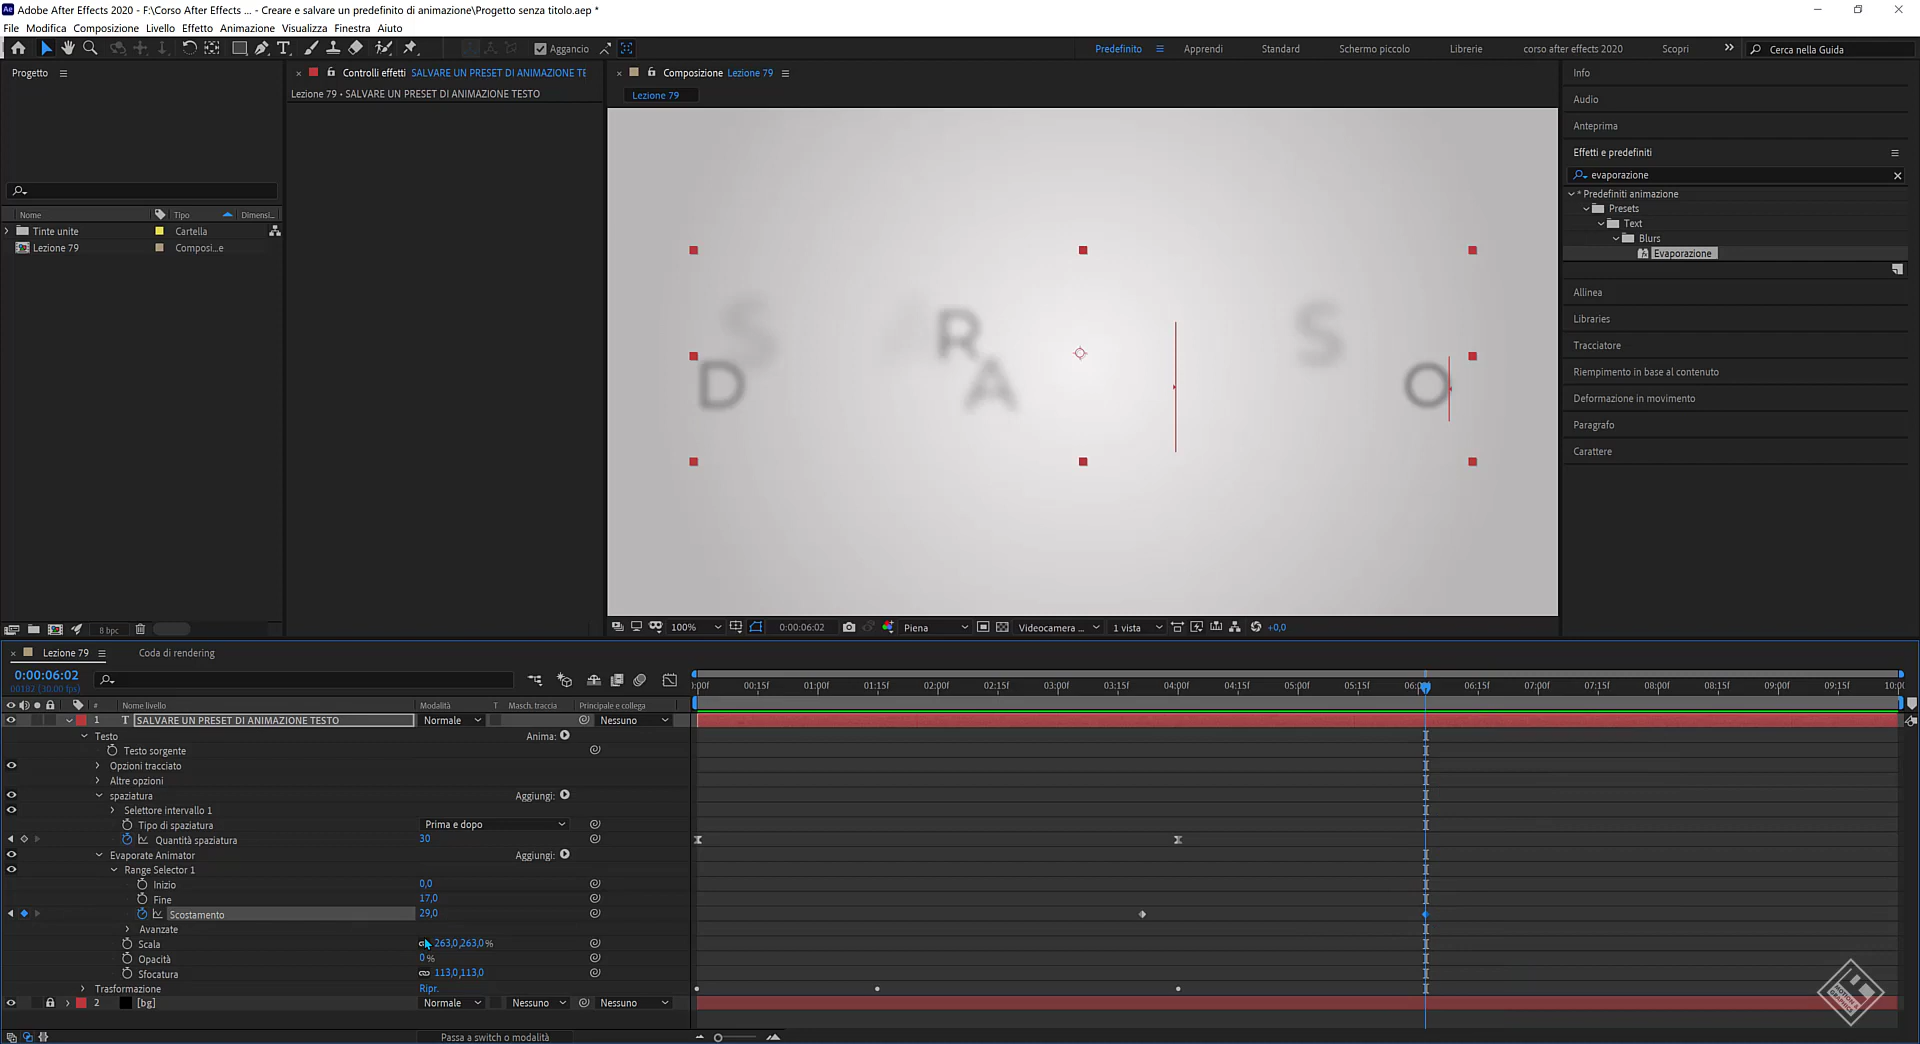 Adobe After Effects 2020 - F:\Corso After Effects ... - Creare e salvare un predefinito di animazione\Progetto senza titolo.aep *
File Modifica Composizione Livello Effetto Animazione Visualizza Finestra Aiuto
Aggancio
Predefinito Apprendi Standard Schermo piccolo Librerie corso after effects 2020 Scopri Cerca nella Guida
Progetto
Controlli effetti SALVARE UN PRESET DI ANIMAZIONE TE
Composizione Lezione 79
Info
Lezione 79 • SALVARE UN PRESET DI ANIMAZIONE TESTO
Lezione 79
Audio
Anteprima
Effetti e predefiniti
evaporazione
* Predefiniti animazione
Presets
Text
Blurs
Evaporazione
Nome Tipo Dimensi...
Tinte unite Cartella
Lezione 79 Composi...e
Allinea
Libraries
Tracciatore
Riempimento in base al contenuto
Deformazione in movimento
Paragrafo
Carattere
S R S
D A O
8 bpc
100% 0:00:06:02 Piena Videocamera ... 1 vista +0,0
Lezione 79 Coda di rendering
0:00:06:02
00182 (30.00 fps)
:00f 00:15f 01:00f 01:15f 02:00f 02:15f 03:00f 03:15f 04:00f 04:15f 05:00f 05:15f 06:15f 07:00f 07:15f 08:00f 08:15f 09:00f 09:15f 10:0
# Nome livello Modalità T Masch. traccia Principale e collega
1 T SALVARE UN PRESET DI ANIMAZIONE TESTO Normale Nessuno
Testo Anima:
Testo sorgente
Opzioni tracciato
Altre opzioni
spaziatura Aggiungi:
Selettore intervallo 1
Tipo di spaziatura Prima e dopo
Quantità spaziatura 30
Evaporate Animator Aggiungi:
Range Selector 1
Inizio 0,0
Fine 17,0
Scostamento 29,0
Avanzate
Scala 263,0,263,0 %
Opacità 0 %
Sfocatura 113,0,113,0
Trasformazione Ripr.
2 [bg] Normale Nessuno Nessuno
Passa a switch o modalità